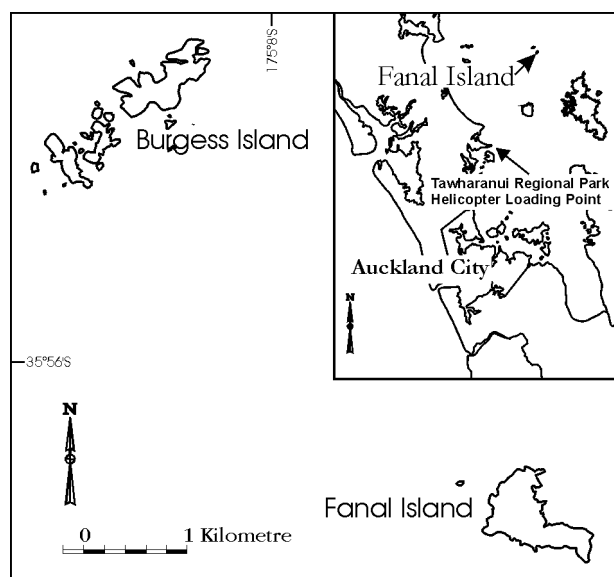 175°8'S
Fanal Island
Burgess Island
Tawharanui Regional Park
Helicopter Loading Point
Auckland City
N
35°56'S
N
Fanal Island
0 1 Kilometre